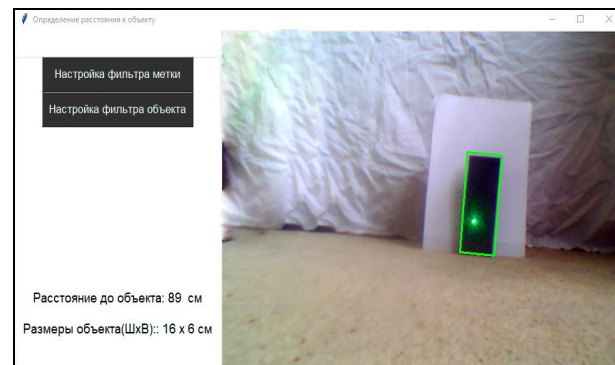 Определение расстояния к объекту
Настройка фильтра метки
Настройка фильтра объекта
Расстояние до объекта: 89 см
Размеры объекта(ШхВ):: 16 х 6 см